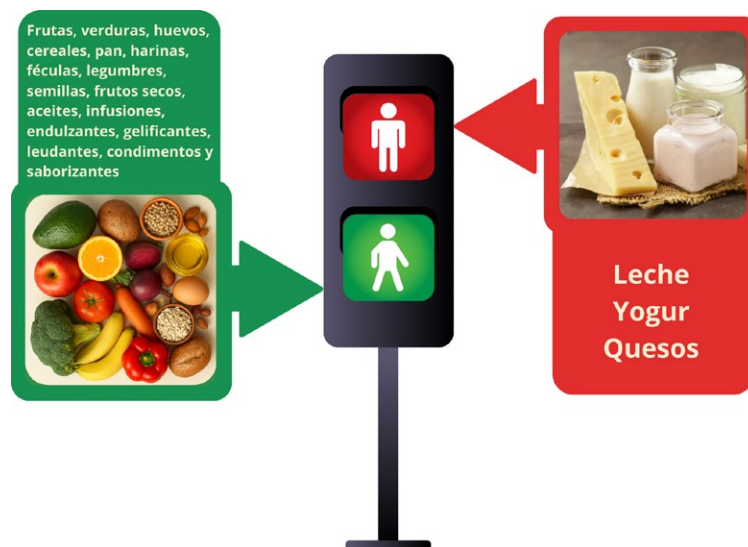 Frutas, verduras, huevos,
cereales, pan, harinas,
féculas, legumbres,
semillas, frutos secos,
aceites, infusiones,
endulzantes, gelificantes,
leudantes, condimentos y
saborizantes
Leche
Yogur
Quesos